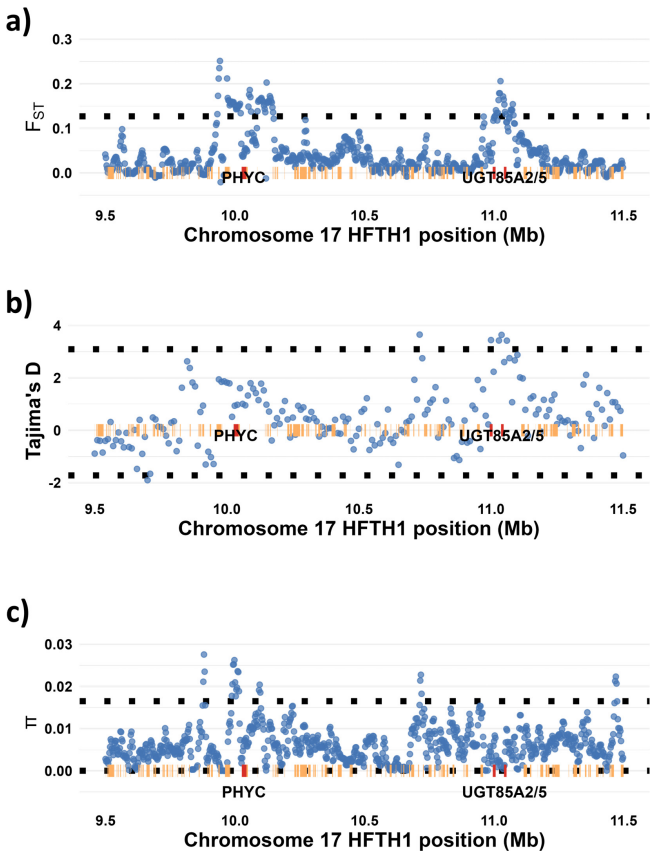 a)
0.3
0.2
0.1
0.0
F_ST
PHYC UGT85A2/5
9.5 10.0 10.5 11.0 11.5
Chromosome 17 HFTH1 position (Mb)
b)
4
2
0
-2
Tajima's D
PHYC UGT85A2/5
9.5 10.0 10.5 11.0 11.5
Chromosome 17 HFTH1 position (Mb)
c)
0.03
0.02
0.01
0.00
π
PHYC UGT85A2/5
9.5 10.0 10.5 11.0 11.5
Chromosome 17 HFTH1 position (Mb)